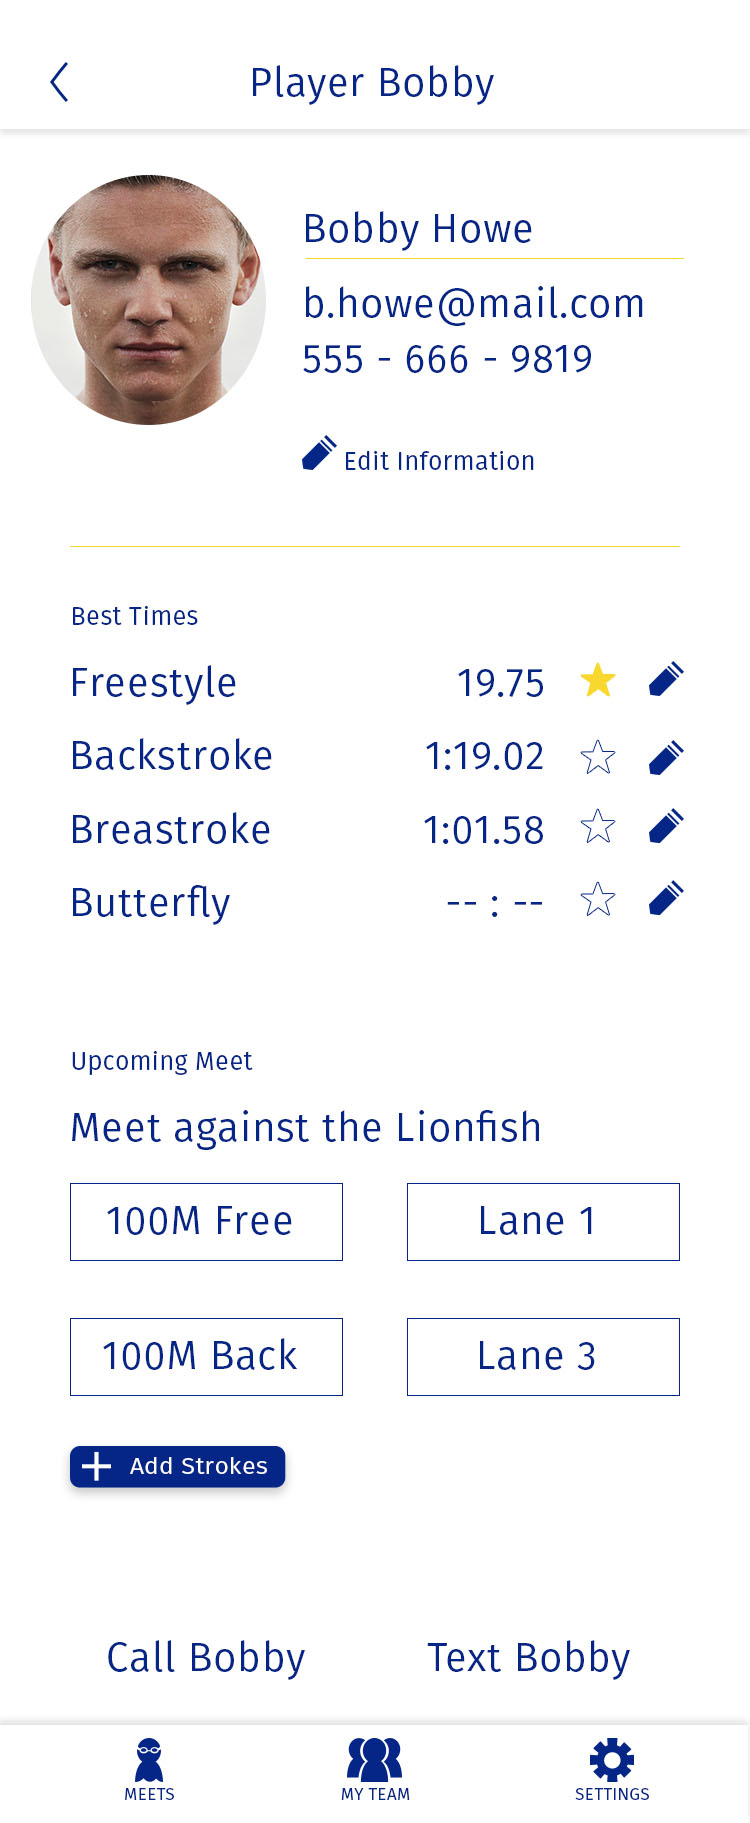 Player Bobby
Bobby Howe
b.howe@mail.com
555 - 666 - 9819
Edit Information
Best Times
Freestyle 19.75
Backstroke 1:19.02
Breastroke 1:01.58
Butterfly -- : --
Upcoming Meet
Meet against the Lionfish
100M Free Lane 1
100M Back Lane 3
Add Strokes
Call Bobby Text Bobby
MEETS MY TEAM SETTINGS